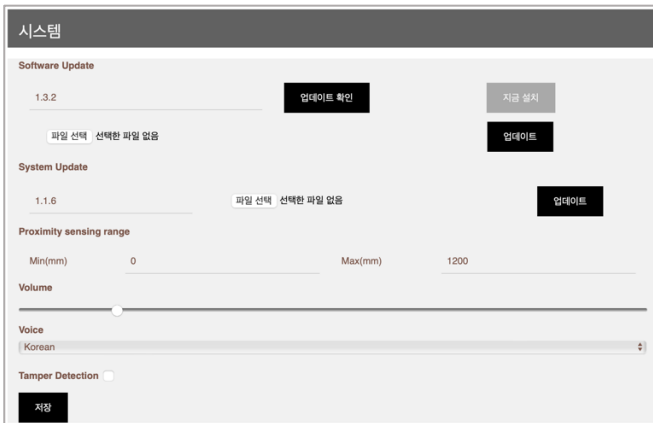 시스템
Software Update
1.3.2 업데이트 확인 지금 설치
파일 선택 선택한 파일 없음 업데이트
System Update
1.1.6 파일 선택 선택한 파일 없음 업데이트
Proximity sensing range
Min(mm) 0 Max(mm) 1200
Volume
Voice
Korean
Tamper Detection
저장